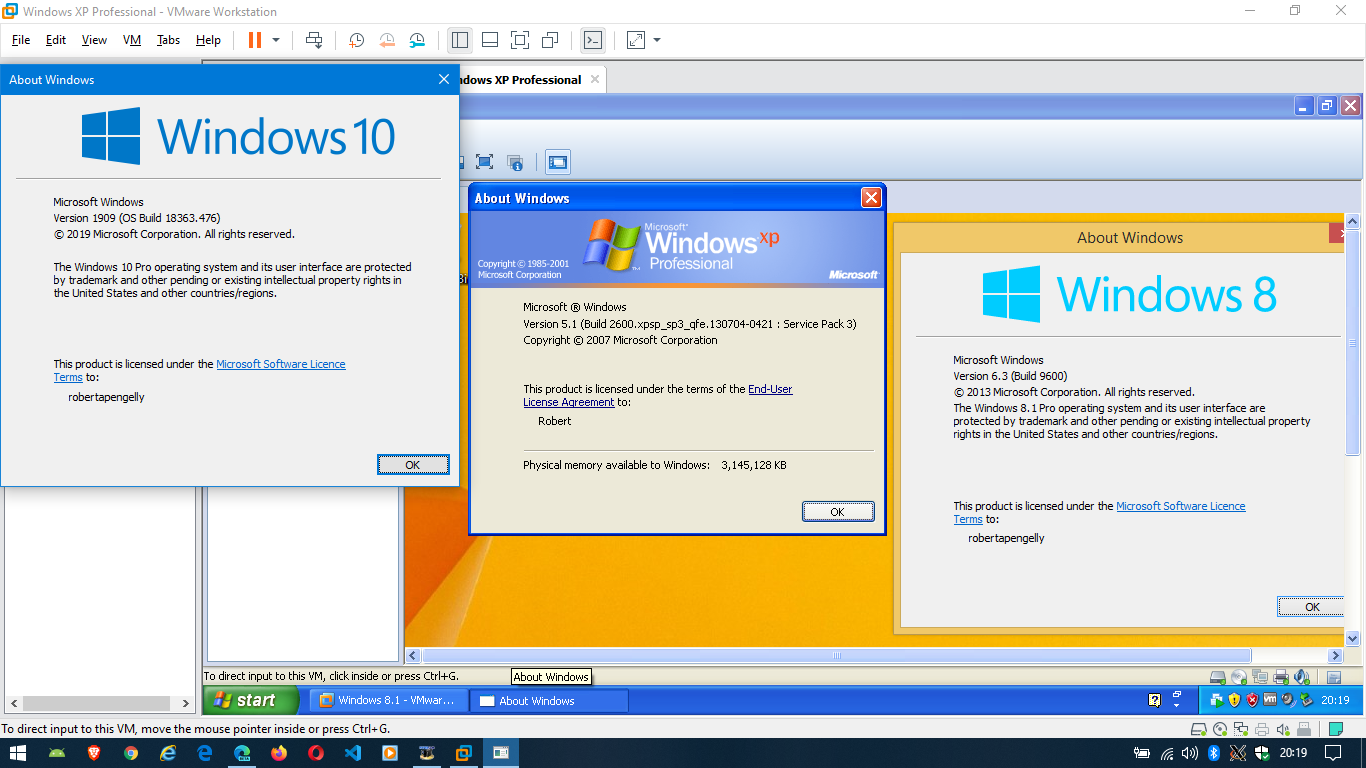 Windows XP Professional - VMware Workstation
File Edit View VM Tabs Help
About Windows
Windows 10
Microsoft Windows
Version 1909 (OS Build 18363.476)
© 2019 Microsoft Corporation. All rights reserved.
The Windows 10 Pro operating system and its user interface are protected
by trademark and other pending or existing intellectual property rights in
the United States and other countries/regions.
This product is licensed under the Microsoft Software Licence
Terms to:
robertapengelly
OK
dows XP Professional
About Windows
Copyright © 1985-2001
Microsoft Corporation
Microsoft®
Windows xp
Professional
Microsoft
Microsoft ® Windows
Version 5.1 (Build 2600.xpsp_sp3_qfe.130704-0421 : Service Pack 3)
Copyright © 2007 Microsoft Corporation
This product is licensed under the terms of the End-User
License Agreement to:
Robert
Physical memory available to Windows: 3,145,128 KB
OK
About Windows
Windows 8
Microsoft Windows
Version 6.3 (Build 9600)
© 2013 Microsoft Corporation. All rights reserved.
The Windows 8.1 Pro operating system and its user interface are
protected by trademark and other pending or existing intellectual property
rights in the United States and other countries/regions.
This product is licensed under the Microsoft Software Licence
Terms to:
robertapengelly
OK
To direct input to this VM, click inside or press Ctrl+G.
About Windows
start
Windows 8.1 - VMwar...
About Windows
20:19
To direct input to this VM, move the mouse pointer inside or press Ctrl+G.
20:19